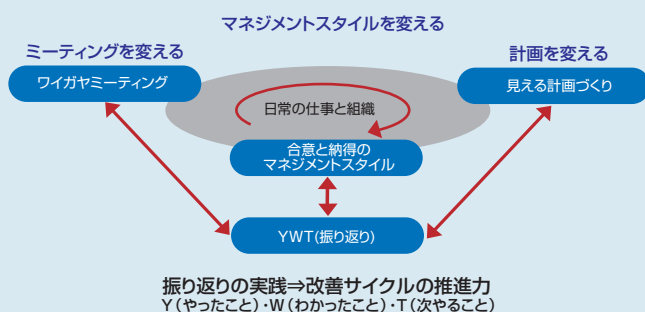 マネジメントスタイルを変える
ミーティングを変える
計画を変える
ワイガヤミーティング
見える計画づくり
日常の仕事と組織
合意と納得の
マネジメントスタイル
YWT(振り返り)
振り返りの実践⇒改善サイクルの推進力
Y(やったこと)・W(わかったこと)・T(次やること)